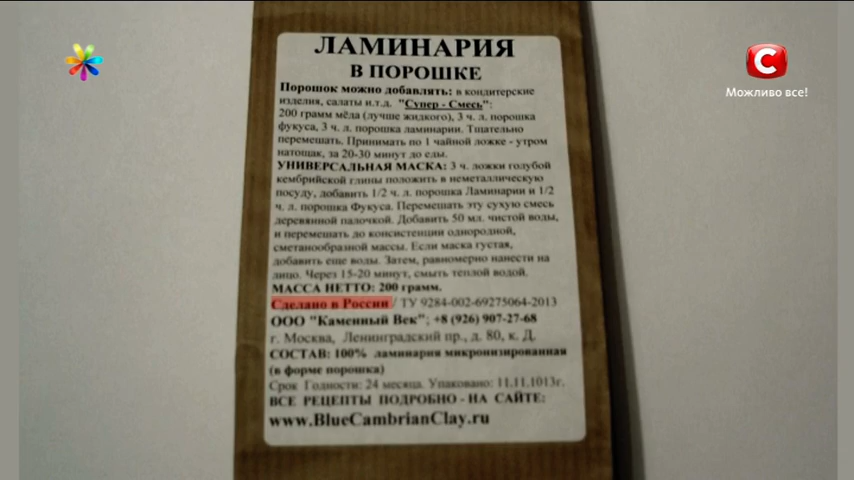 ЛАМИНАРИЯ
В ПОРОШКЕ
Порошок можно добавлять: в кондитерские
изделия, салаты и.т.д. "Супер - Смесь":
200 грамм мёда (лучше жидкого), 3 ч. л. порошка
фукуса, 3 ч. л. порошка ламинарии. Тщательно
перемешать. Принимать по 1 чайной ложке - утром
натощак, за 20-30 минут до еды.
УНИВЕРСАЛЬНАЯ МАСКА: 3 ч. ложки голубой
кембрийской глины положить в неметаллическую
посуду, добавить 1/2 ч. л. порошка Ламинарии и 1/2
ч. л. порошка Фукуса. Перемешать эту сухую смесь
деревянной палочкой. Добавить 50 мл. чистой воды,
и перемешать до консистенции однородной,
сметанообразной массы. Если маска густая,
добавить еще воды. Затем, равномерно нанести на
лицо. Через 15-20 минут, смыть теплой водой.
МАССА НЕТТО: 200 грамм.
Сделано в России / ТУ 9284-002-69275064-2013
ООО "Каменный Век"; +8 (926) 907-27-68
г. Москва, Ленинградский пр., д. 80, к. Д.
СОСТАВ: 100% ламинария микронизированная
(в форме порошка)
Срок Годности: 24 месяца. Упаковано: 11.11.1013г.
ВСЕ РЕЦЕПТЫ ПОДРОБНО - НА САЙТЕ:
www.BlueCambrianClay.ru
С
Можливо все!